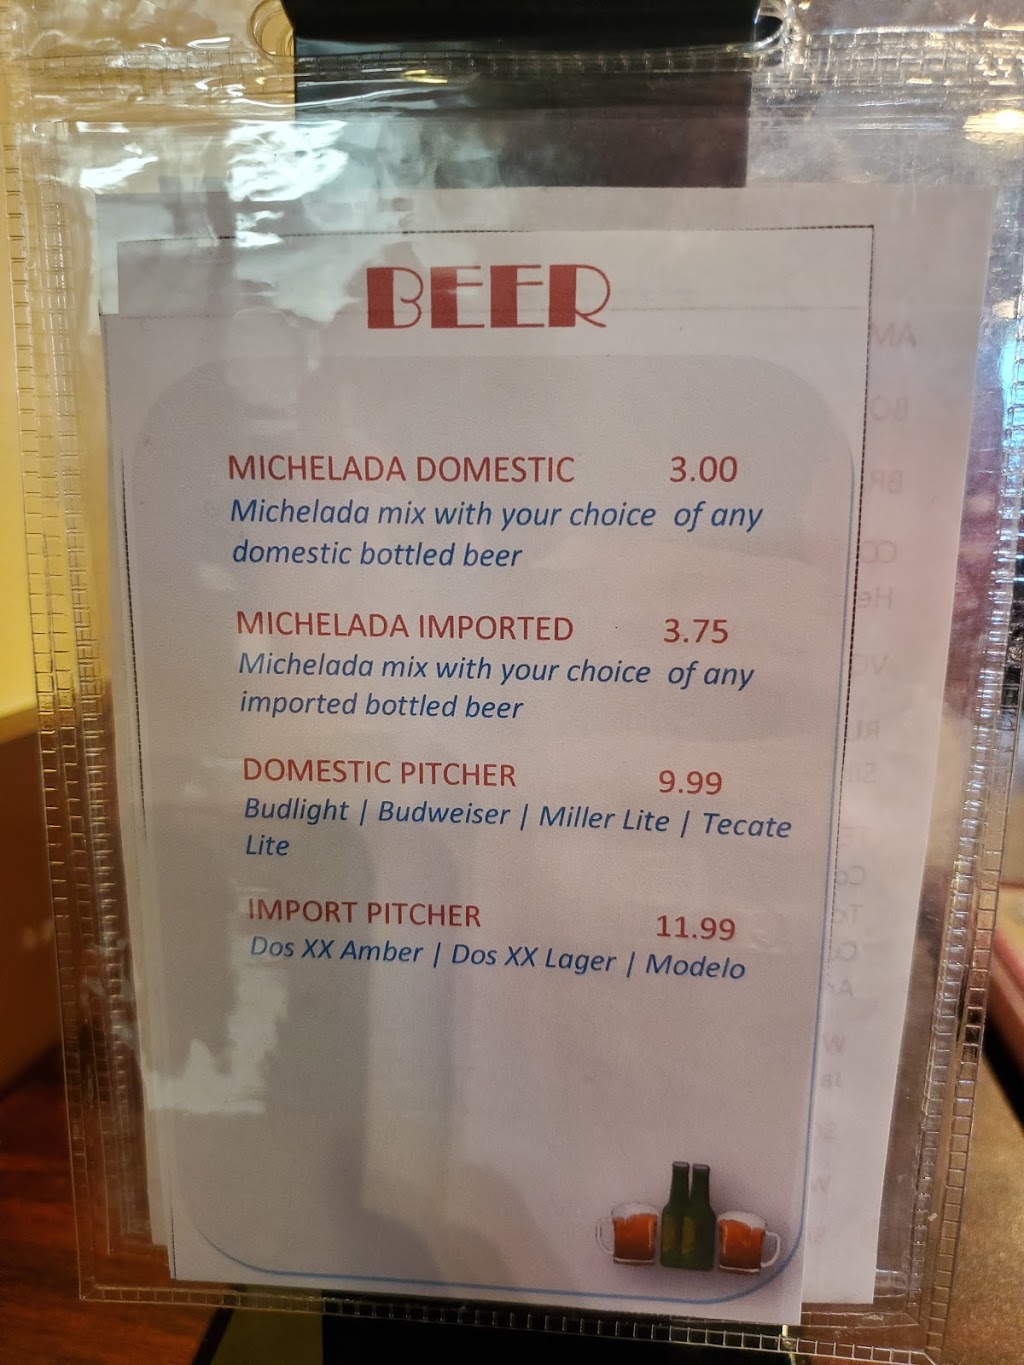 BEER
MICHELADA DOMESTIC 3.00
Michelada mix with your choice of any
domestic bottled beer
MICHELADA IMPORTED 3.75
Michelada mix with your choice of any
imported bottled beer
DOMESTIC PITCHER 9.99
Budlight | Budweiser | Miller Lite | Tecate
Lite
IMPORT PITCHER 11.99
Dos XX Amber | Dos XX Lager | Modelo